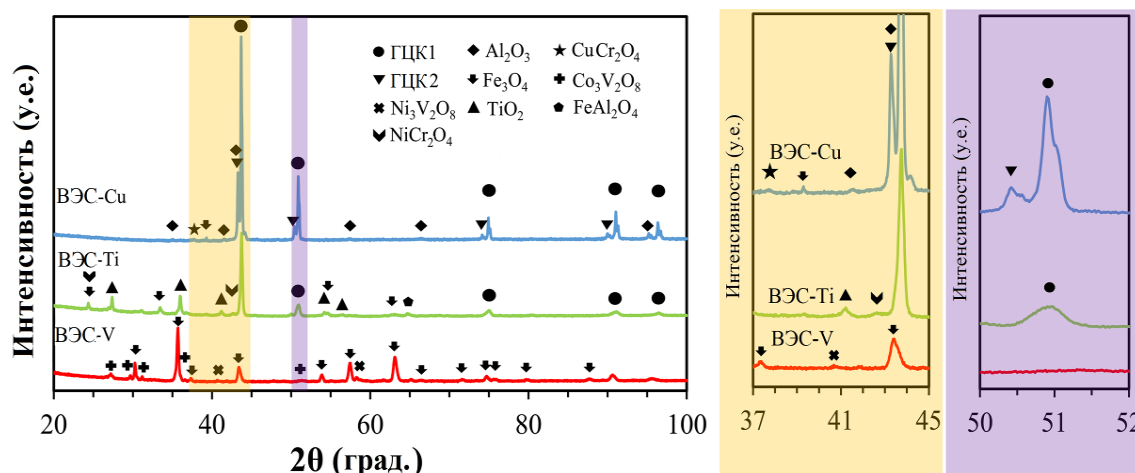 Интенсивность (у.е.)
ГЦК1
Al2O3
CuCr2O4
ГЦК2
Fe3O4
Co3V2O8
Ni3V2O8
TiO2
FeAl2O4
NiCr2O4
ВЭС-Cu
ВЭС-Ti
ВЭС-V
20
40
60
80
100
2θ (град.)
Интенсивность (у.е.)
ВЭС-Cu
ВЭС-Ti
ВЭС-V
37
41
45
Интенсивность (у.е.)
50
51
52